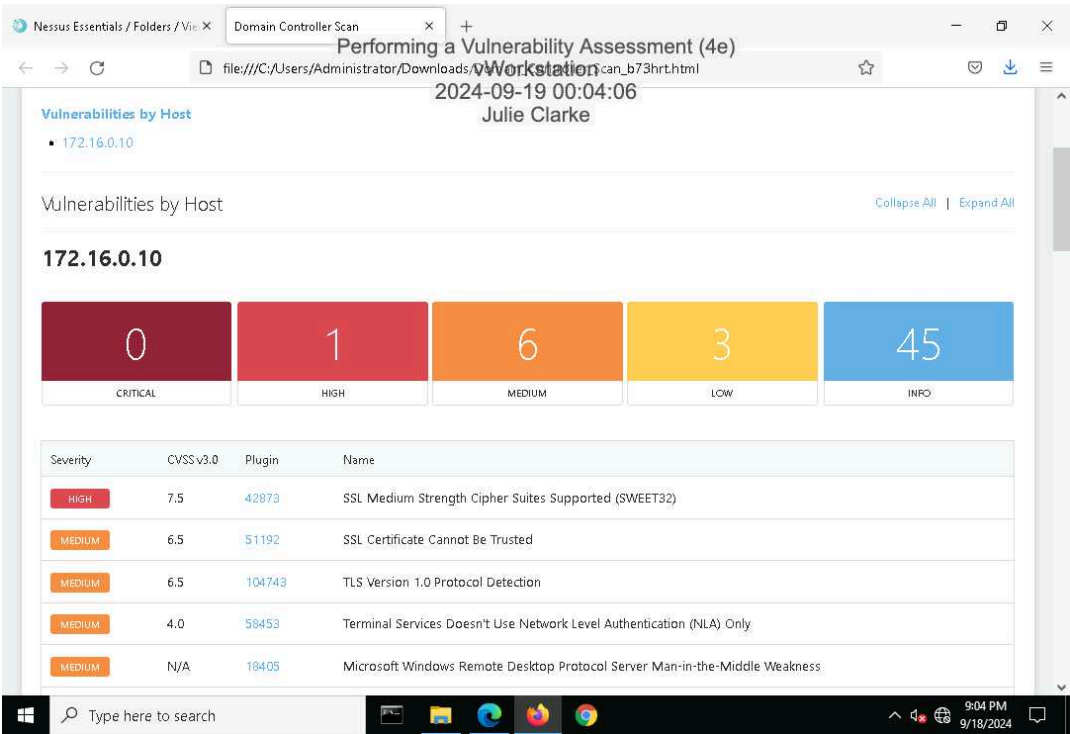 Nessus Essentials / Folders / Vie
Domain Controller Scan
Performing a Vulnerability Assessment (4e)
file:///C:/Users/Administrator/Downloads/
can_b73hrt.html
vWorkstation
2024-09-19 00:04:06
Julie Clarke
Vulnerabilities by Host
172.16.0.10
Vulnerabilities by Host
Collapse All | Expand All
172.16.0.10
0 1 6 3 45
CRITICAL HIGH MEDIUM LOW INFO
Severity CVSS v3.0 Plugin Name
HIGH 7.5 42873 SSL Medium Strength Cipher Suites Supported (SWEET32)
MEDIUM 6.5 51192 SSL Certificate Cannot Be Trusted
MEDIUM 6.5 104743 TLS Version 1.0 Protocol Detection
MEDIUM 4.0 58453 Terminal Services Doesn't Use Network Level Authentication (NLA) Only
MEDIUM N/A 18405 Microsoft Windows Remote Desktop Protocol Server Man-in-the-Middle Weakness
Type here to search
9:04 PM
9/18/2024